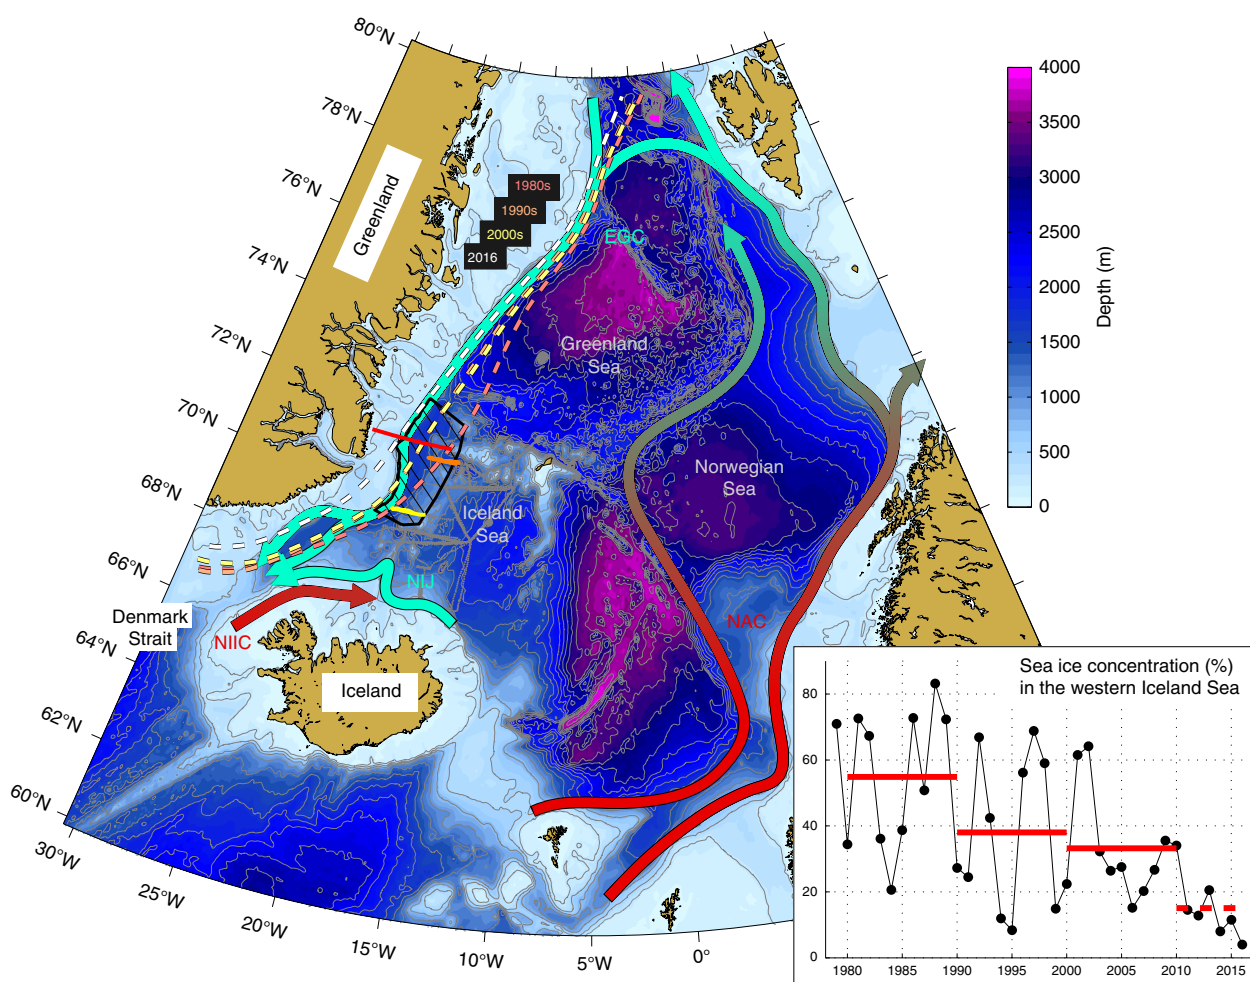 80°N
78°N
76°N
74°N
72°N
70°N
68°N
66°N
64°N
62°N
60°N
30°W
25°W
20°W
15°W
10°W
5°W
0°
Greenland
1980s
1990s
2000s
2016
EGC
Greenland
Sea
Norwegian
Sea
Iceland
Sea
NIJ
Denmark
Strait
NIIC
NAC
Iceland
4000
3500
3000
2500
2000
1500
1000
500
0
Depth (m)
Sea ice concentration (%)
in the western Iceland Sea
80
60
40
20
0
1980
1985
1990
1995
2000
2005
2010
2015